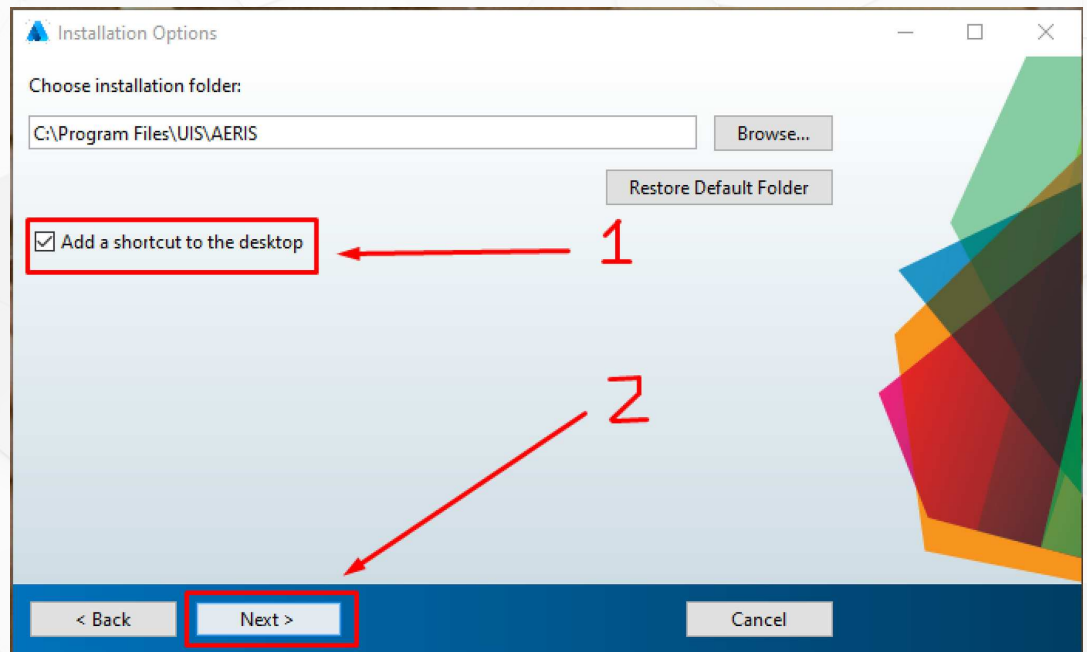 Installation Options
Choose installation folder:
C:\Program Files\UIS\AERIS
Browse...
Restore Default Folder
Add a shortcut to the desktop
1
2
< Back
Next >
Cancel